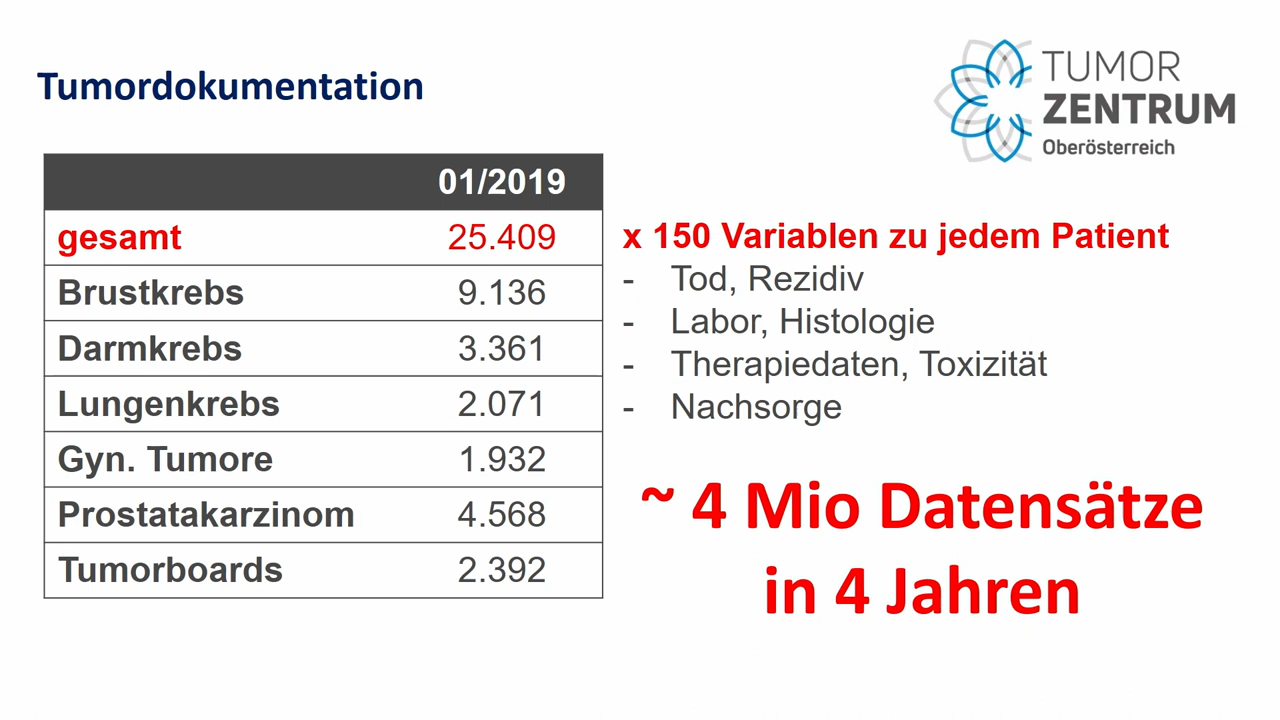 Tumordokumentation
TUMOR
ZENTRUM
Oberösterreich
01/2019
gesamt 25.409
Brustkrebs 9.136
Darmkrebs 3.361
Lungenkrebs 2.071
Gyn. Tumore 1.932
Prostatakarzinom 4.568
Tumorboards 2.392
x 150 Variablen zu jedem Patient
- Tod, Rezidiv
- Labor, Histologie
- Therapiedaten, Toxizität
- Nachsorge
~ 4 Mio Datensätze
in 4 Jahren